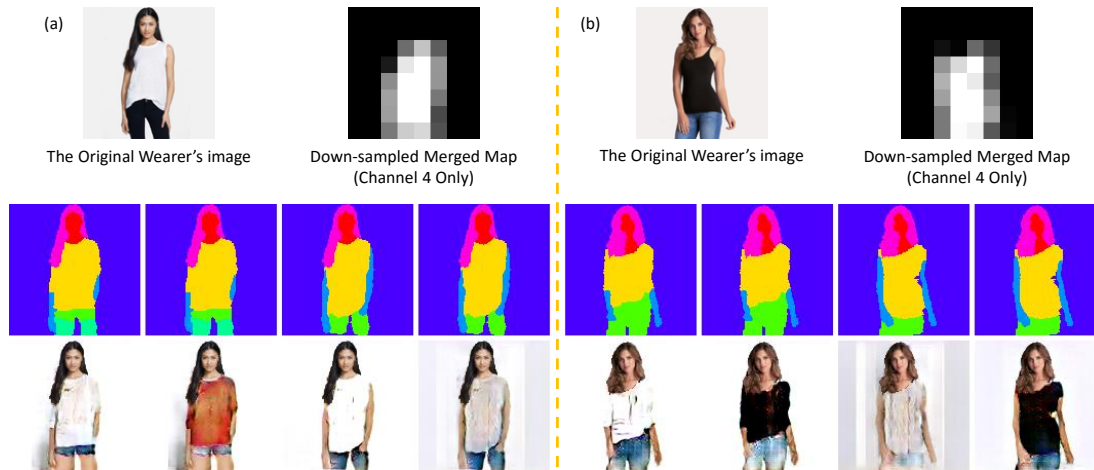 (a)
The Original Wearer's image
Down-sampled Merged Map
(Channel 4 Only)
(b)
The Original Wearer's image
Down-sampled Merged Map
(Channel 4 Only)